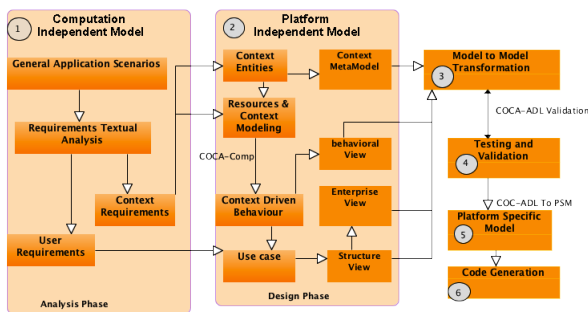 1
Computation
Independent Model
General Application Scenarios
Requirements Textual
Analysis
Context
Requirements
User
Requirements
Analysis Phase
2
Platform
Independent Model
Context
Entities
Context
MetaModel
Resources &
Context
Modeling
COCA-Comp
behavioral
View
Context Driven
Behaviour
Enterprise
View
Use case
Structure
View
Design Phase
Model to Model
Transformation
3
COCA-ADL Validation
Testing and
Validation
4
COC-ADL To PSM
Platform Specific
Model
5
Code Generation
6